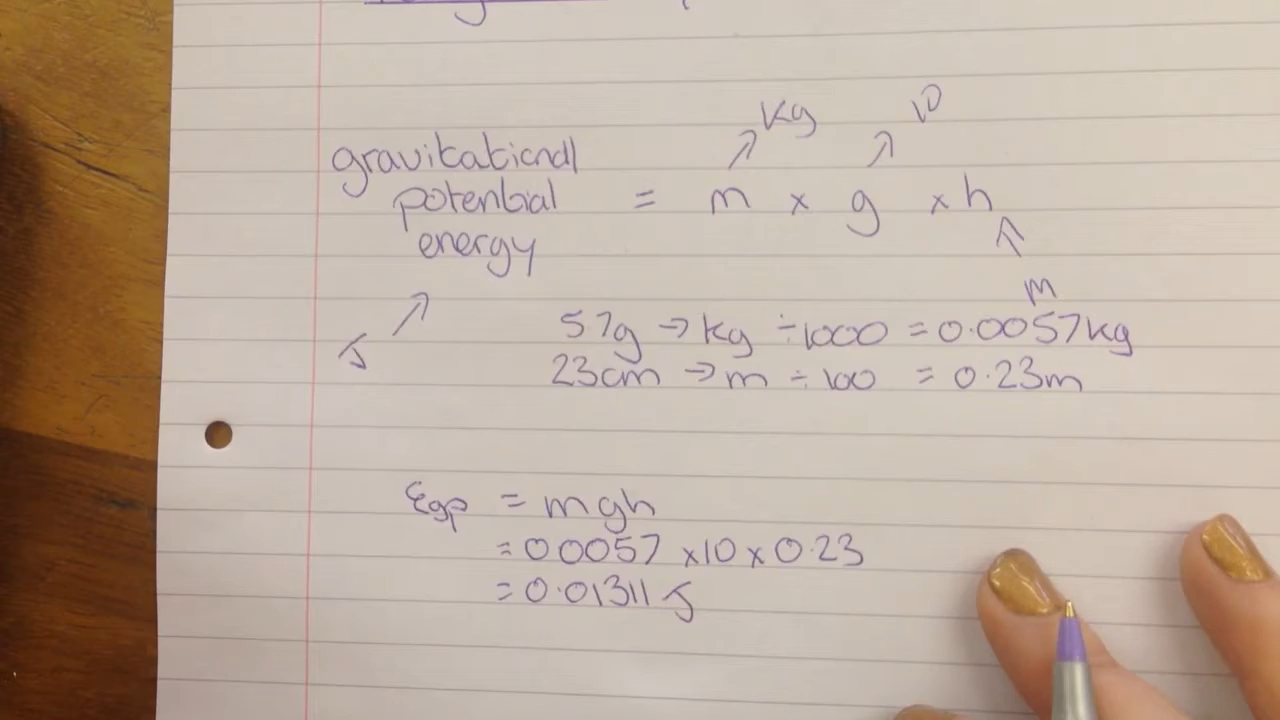 kg 10
gravitational
potential = m x g x h
energy
m
J
57g → kg ÷1000 = 0.0057kg
23cm → m ÷100 = 0.23m
Egp = mgh
= 0.0057 x10 x 0.23
= 0.01311 J